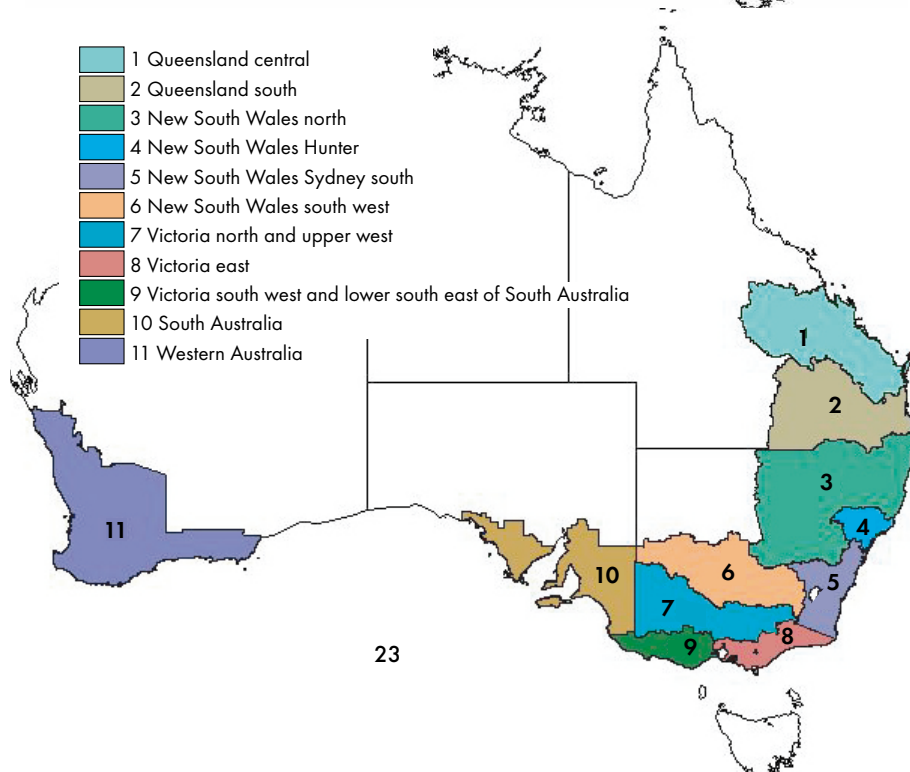 1 Queensland central
2 Queensland south
3 New South Wales north
4 New South Wales Hunter
5 New South Wales Sydney south
6 New South Wales south west
7 Victoria north and upper west
8 Victoria east
9 Victoria south west and lower south east of South Australia
10 South Australia
11 Western Australia
1
2
3
4
11
5
6
10
7
8
9
23